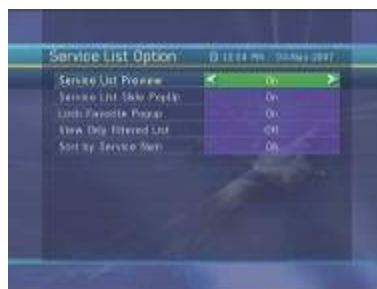 Service List Option
Service List Preview On
Service List Slide PopUp On
Lock Favorite Popup On
View Only Filtered List Off
Sort by Service Num On